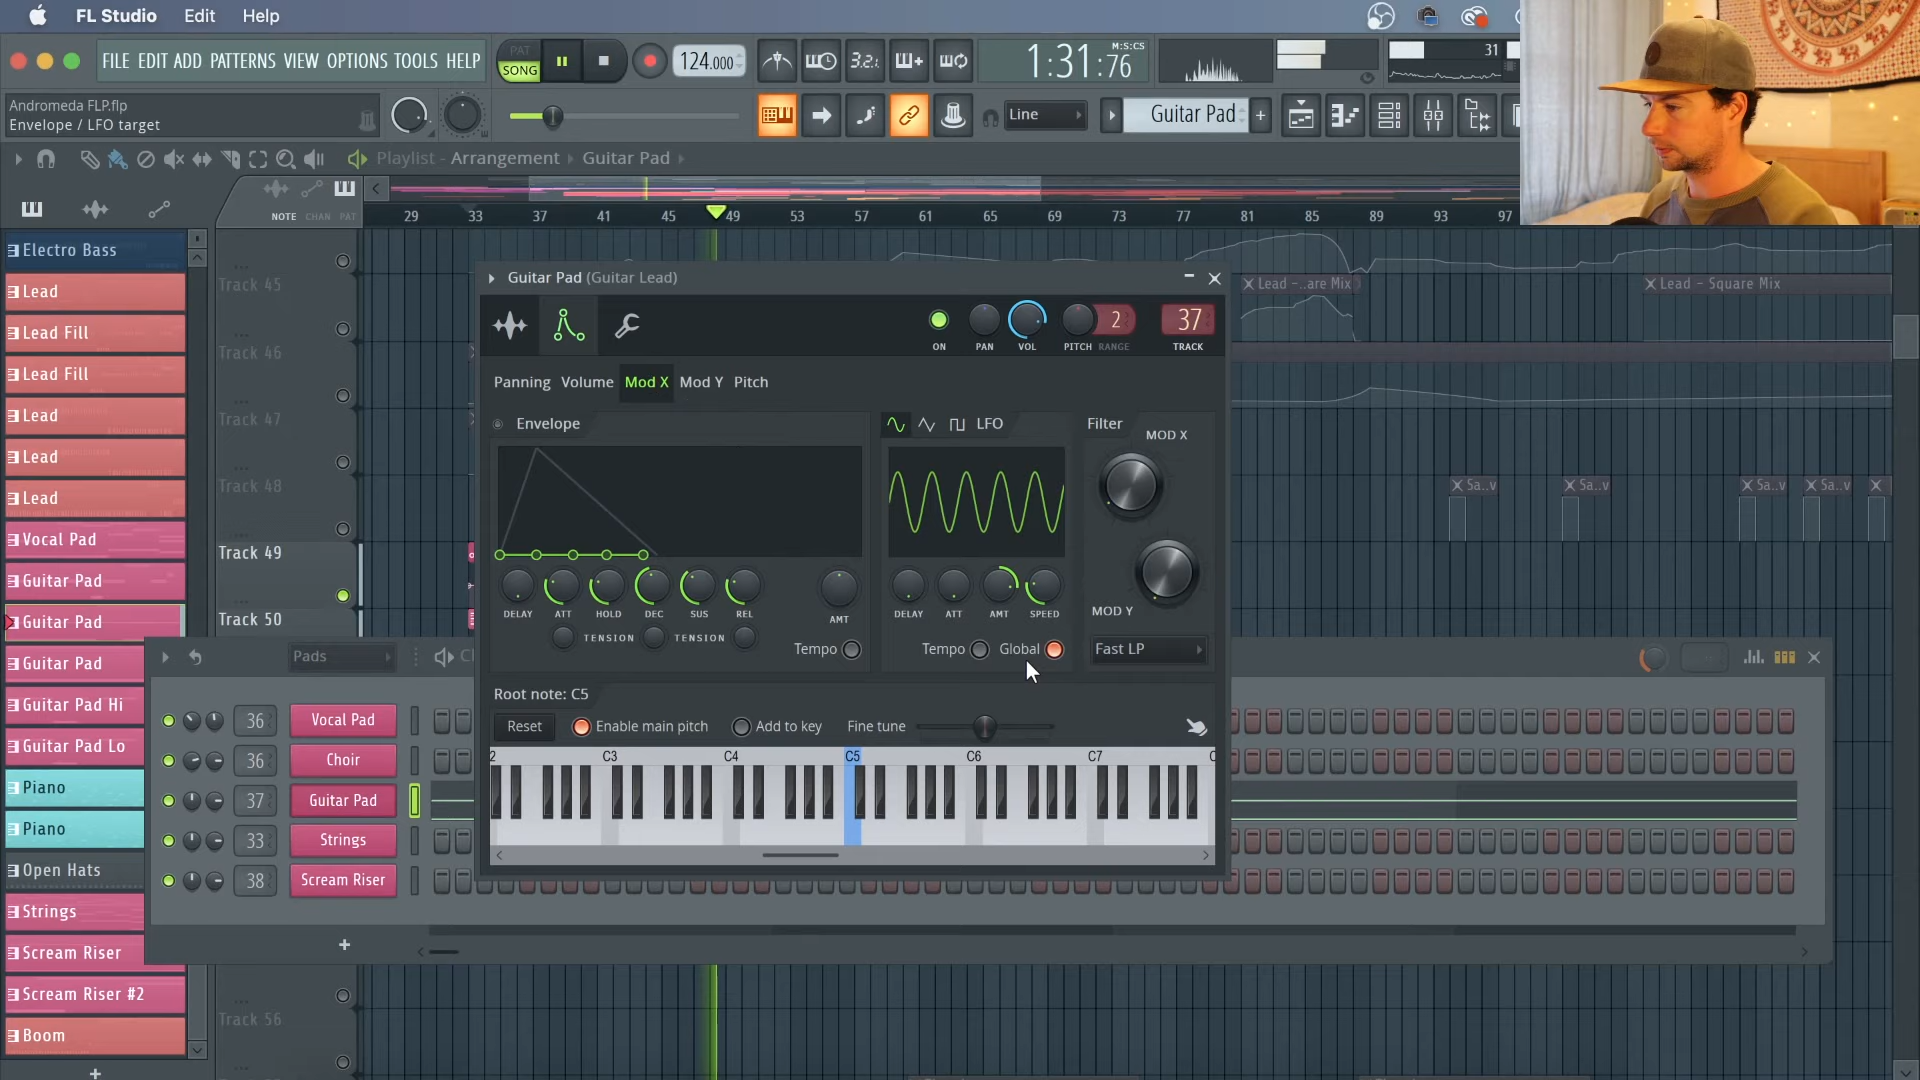 FL Studio Edit Help
FILE EDIT ADD PATTERNS VIEW OPTIONS TOOLS HELP
PAT
SONG
124.000
3.2
1:31:76
M:S:CS
31
Andromeda FLP.flp
Envelope / LFO target
Line
Guitar Pad
Playlist - Arrangement Guitar Pad
NOTE CHAN PAT
29 33 37 41 45 49 53 57 61 65 69 73 77 81 85 89 93 97
Electro Bass
Lead
Lead Fill
Lead Fill
Lead
Lead
Lead
Vocal Pad
Guitar Pad
Guitar Pad
Guitar Pad
Guitar Pad Hi
Guitar Pad Lo
Piano
Piano
Open Hats
Strings
Scream Riser
Scream Riser #2
Boom
Track 45
Track 46
Track 47
Track 48
Track 49
Track 50
Track 56
Lead -..are Mix
Lead - Square Mix
Sa..v
Sa..v
Sa..v
Sa..v
Guitar Pad (Guitar Lead)
ON PAN VOL PITCH RANGE TRACK
2
37
Panning Volume Mod X Mod Y Pitch
Envelope
LFO
Filter
MOD X
MOD Y
DELAY ATT HOLD DEC SUS REL AMT
TENSION TENSION
Tempo
DELAY ATT AMT SPEED
Tempo Global
Fast LP
Root note: C5
Reset Enable main pitch Add to key Fine tune
2 C3 C4 C5 C6 C7
Pads
36 Vocal Pad
36 Choir
37 Guitar Pad
33 Strings
38 Scream Riser